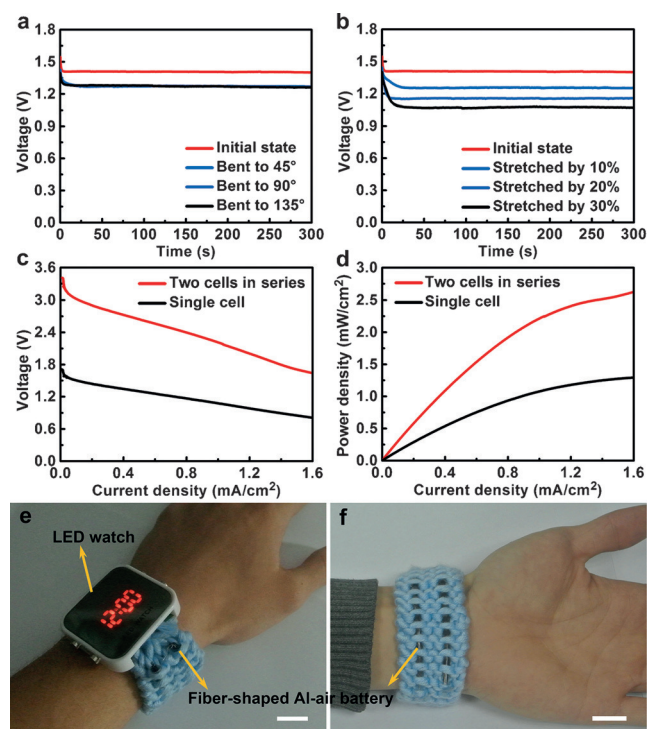 a
1.8
1.5
1.2
0.9
0.6
0.3
0.0
Voltage (V)
Initial state
Bent to 45°
Bent to 90°
Bent to 135°
0 50 100 150 200 250 300
Time (s)
b
1.8
1.5
1.2
0.9
0.6
0.3
0.0
Voltage (V)
Initial state
Stretched by 10%
Stretched by 20%
Stretched by 30%
0 50 100 150 200 250 300
Time (s)
c
3.6
3.0
2.4
1.8
1.2
0.6
0.0
Voltage (V)
Two cells in series
Single cell
0.0 0.4 0.8 1.2 1.6
Current density (mA/cm²)
d
3.0
2.5
2.0
1.5
1.0
0.5
0.0
Power density (mW/cm²)
Two cells in series
Single cell
0.0 0.4 0.8 1.2 1.6
Current density (mA/cm²)
e
LED watch
12:00
f
Fiber-shaped Al-air battery